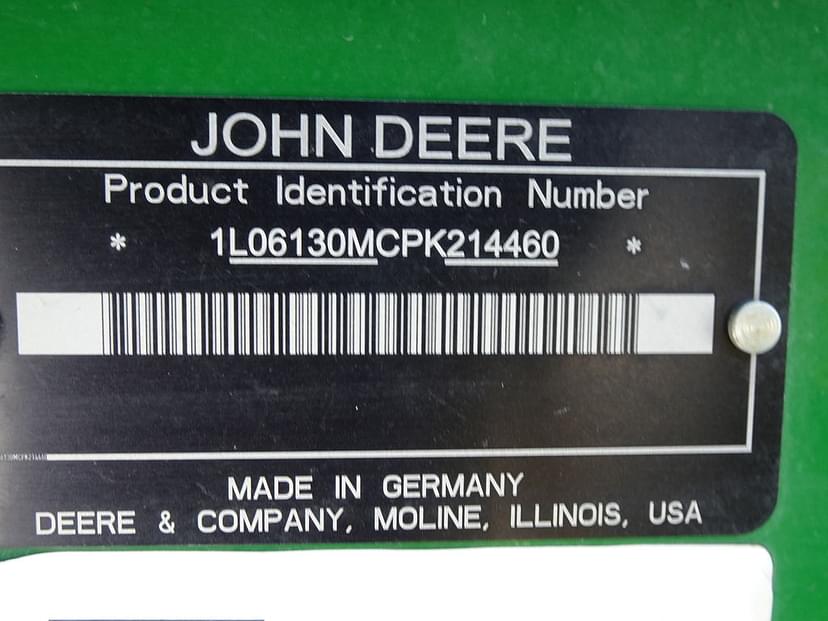 JOHN DEERE
Product Identification Number
* 1L06130MCPK214460 *
MADE IN GERMANY
DEERE & COMPANY, MOLINE, ILLINOIS, USA